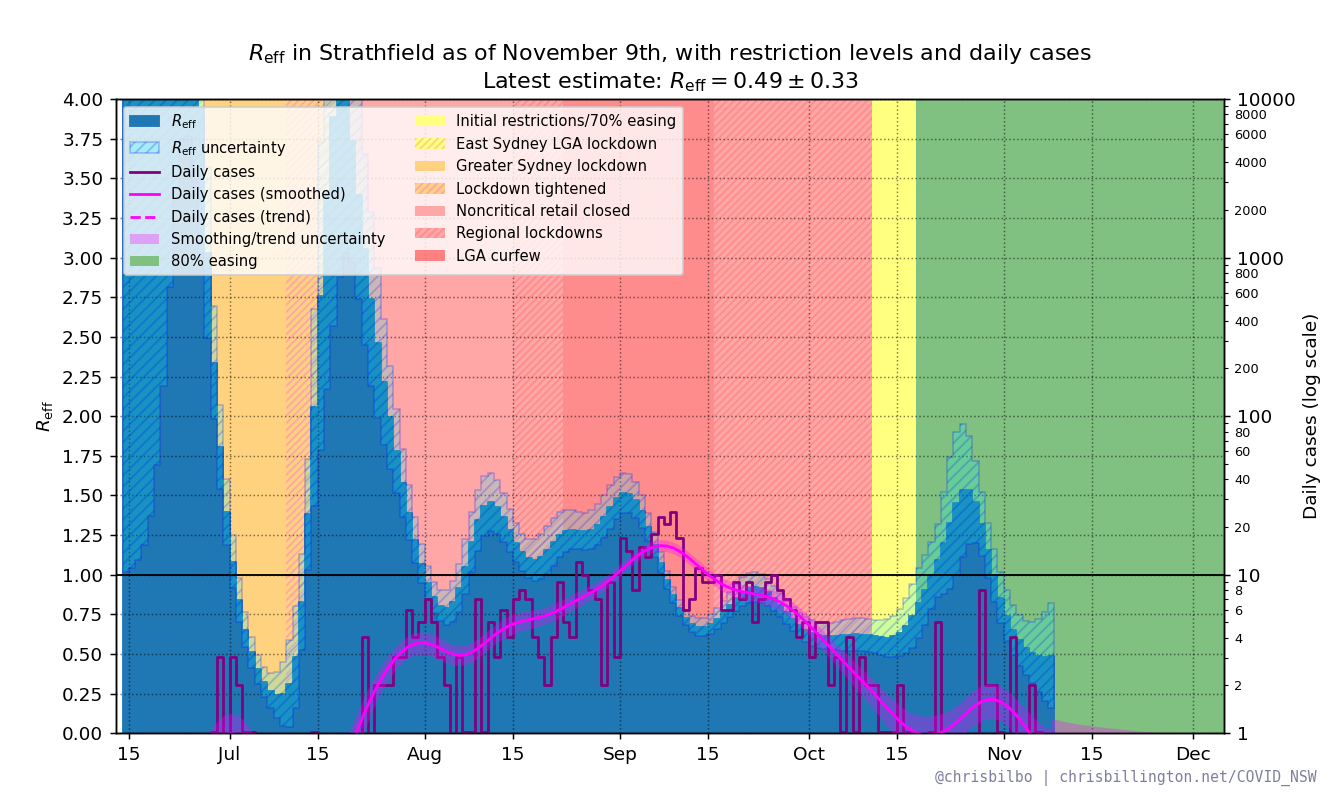 R_eff in Strathfield as of November 9th, with restriction levels and daily cases
Latest estimate: R_eff = 0.49 ± 0.33
R_eff
R_eff uncertainty
Daily cases
Daily cases (smoothed)
Daily cases (trend)
Smoothing/trend uncertainty
80% easing
Initial restrictions/70% easing
East Sydney LGA lockdown
Greater Sydney lockdown
Lockdown tightened
Noncritical retail closed
Regional lockdowns
LGA curfew
R_eff
4.00
3.75
3.50
3.25
3.00
2.75
2.50
2.25
2.00
1.75
1.50
1.25
1.00
0.75
0.50
0.25
0.00
10000
8000
6000
4000
2000
1000
800
600
400
200
100
80
60
40
20
10
8
6
4
2
1
Daily cases (log scale)
15 Jul 15 Aug 15 Sep 15 Oct 15 Nov 15 Dec
@chrisbilbo | chrisbillington.net/COVID_NSW